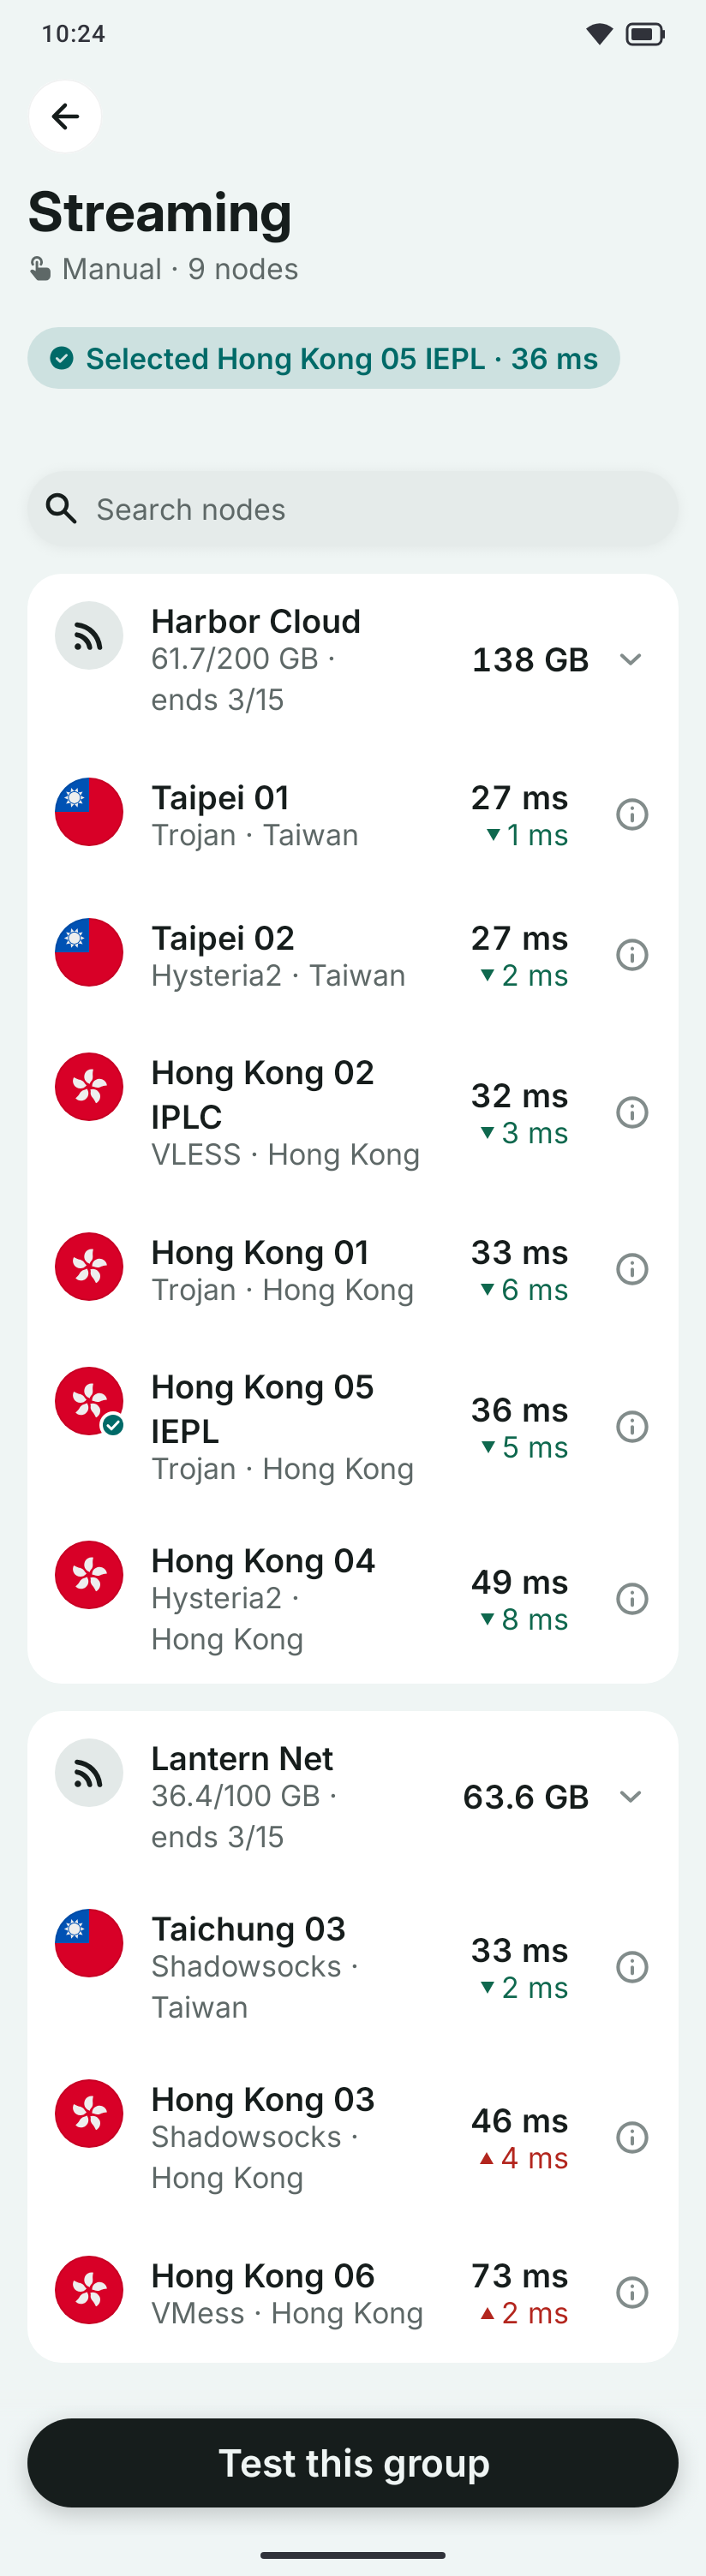 10:24
Streaming
Manual · 9 nodes
Selected Hong Kong 05 IEPL · 36 ms
Search nodes
Harbor Cloud
61.7/200 GB ·
ends 3/15
138 GB
Taipei 01
Trojan · Taiwan
27 ms
▼ 1 ms
Taipei 02
Hysteria2 · Taiwan
27 ms
▼ 2 ms
Hong Kong 02
IPLC
VLESS · Hong Kong
32 ms
▼ 3 ms
Hong Kong 01
Trojan · Hong Kong
33 ms
▼ 6 ms
Hong Kong 05
IEPL
Trojan · Hong Kong
36 ms
▼ 5 ms
Hong Kong 04
Hysteria2 ·
Hong Kong
49 ms
▼ 8 ms
Lantern Net
36.4/100 GB ·
ends 3/15
63.6 GB
Taichung 03
Shadowsocks ·
Taiwan
33 ms
▼ 2 ms
Hong Kong 03
Shadowsocks ·
Hong Kong
46 ms
▲ 4 ms
Hong Kong 06
VMess · Hong Kong
73 ms
▲ 2 ms
Test this group